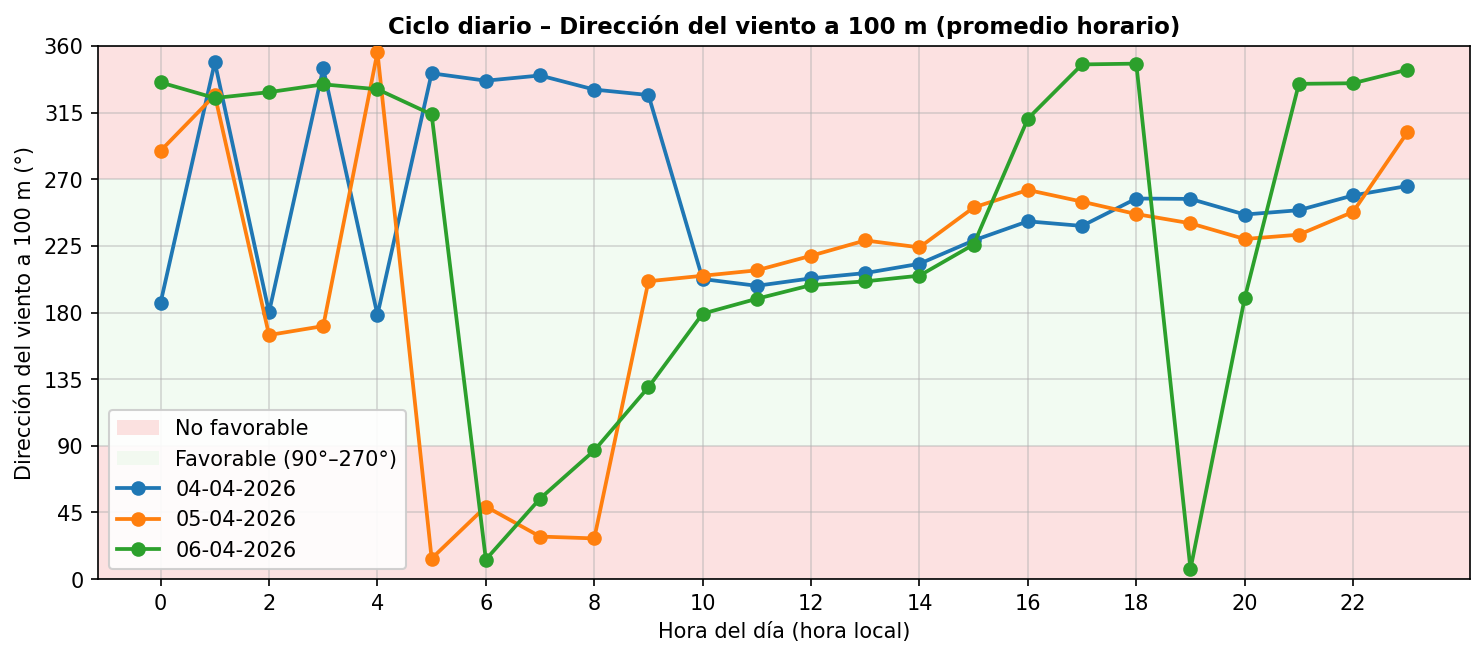 Ciclo diario – Dirección del viento a 100 m (promedio horario)
Dirección del viento a 100 m (°)
360
315
270
225
180
135
90
45
0
No favorable
Favorable (90°–270°)
04-04-2026
05-04-2026
06-04-2026
0 2 4 6 8 10 12 14 16 18 20 22
Hora del día (hora local)